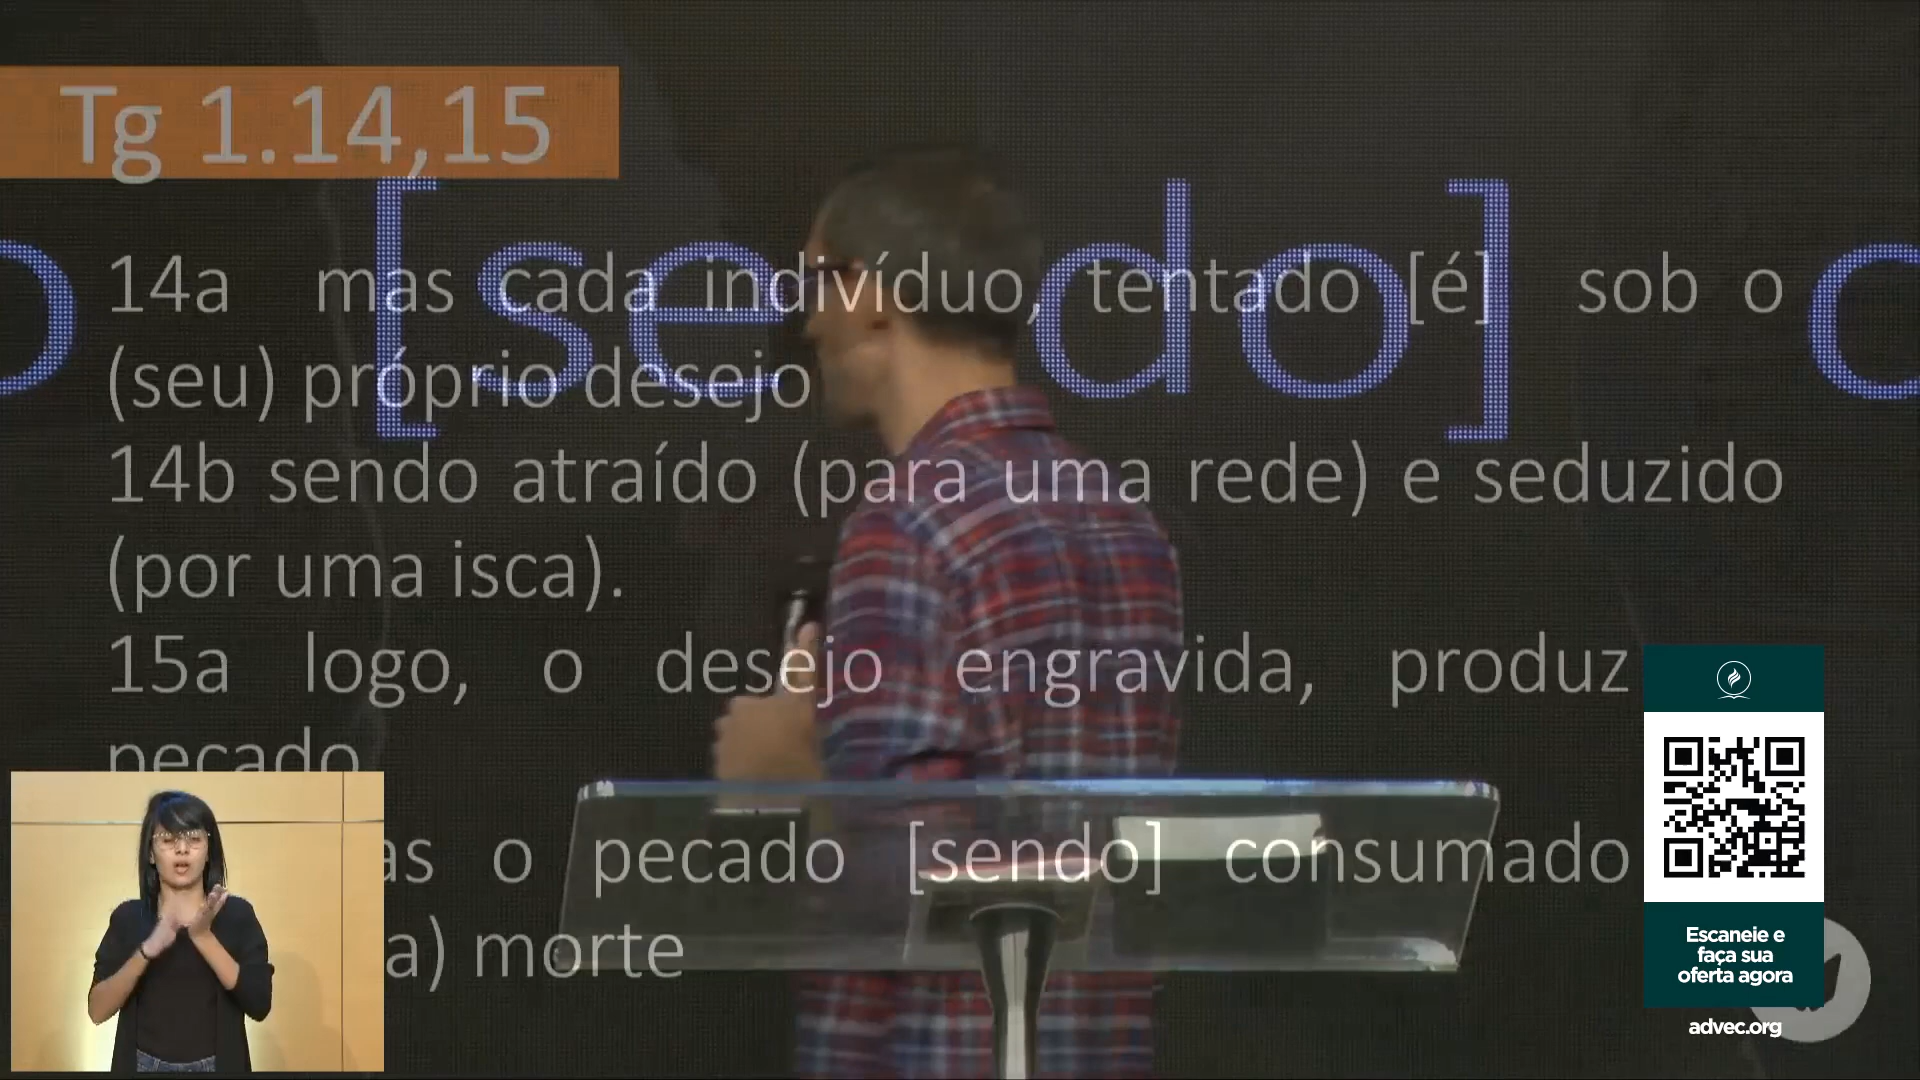 Tg 1.14,15
[sendo]
14a mas cada indivíduo, tentado [é] sob o
(seu) próprio desejo
14b sendo atraído (para uma rede) e seduzido
(por uma isca).
15a logo, o desejo engravida, produz
pecado
as o pecado [sendo] consumado
a) morte
Escaneie e
faça sua
oferta agora
advec.org